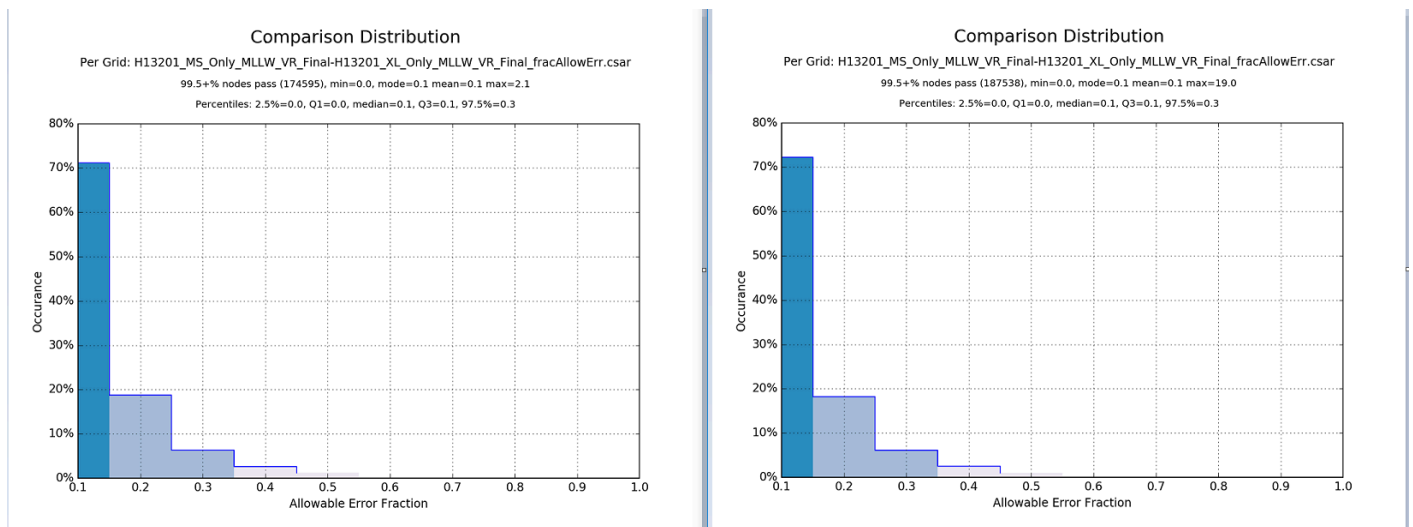 Comparison Distribution
Per Grid: H13201_MS_Only_MLLW_VR_Final-H13201_XL_Only_MLLW_VR_Final_fracAllowErr.csar
99.5+% nodes pass (174595), min=0.0, mode=0.1 mean=0.1 max=2.1
Percentiles: 2.5%=0.0, Q1=0.0, median=0.1, Q3=0.1, 97.5%=0.3
80%
70%
60%
50%
40%
30%
20%
10%
0%
Occurance
0.1 0.2 0.3 0.4 0.5 0.6 0.7 0.8 0.9 1.0
Allowable Error Fraction
Comparison Distribution
Per Grid: H13201_MS_Only_MLLW_VR_Final-H13201_XL_Only_MLLW_VR_Final_fracAllowErr.csar
99.5+% nodes pass (187538), min=0.0, mode=0.1 mean=0.1 max=19.0
Percentiles: 2.5%=0.0, Q1=0.0, median=0.1, Q3=0.1, 97.5%=0.3
80%
70%
60%
50%
40%
30%
20%
10%
0%
Occurance
0.1 0.2 0.3 0.4 0.5 0.6 0.7 0.8 0.9 1.0
Allowable Error Fraction